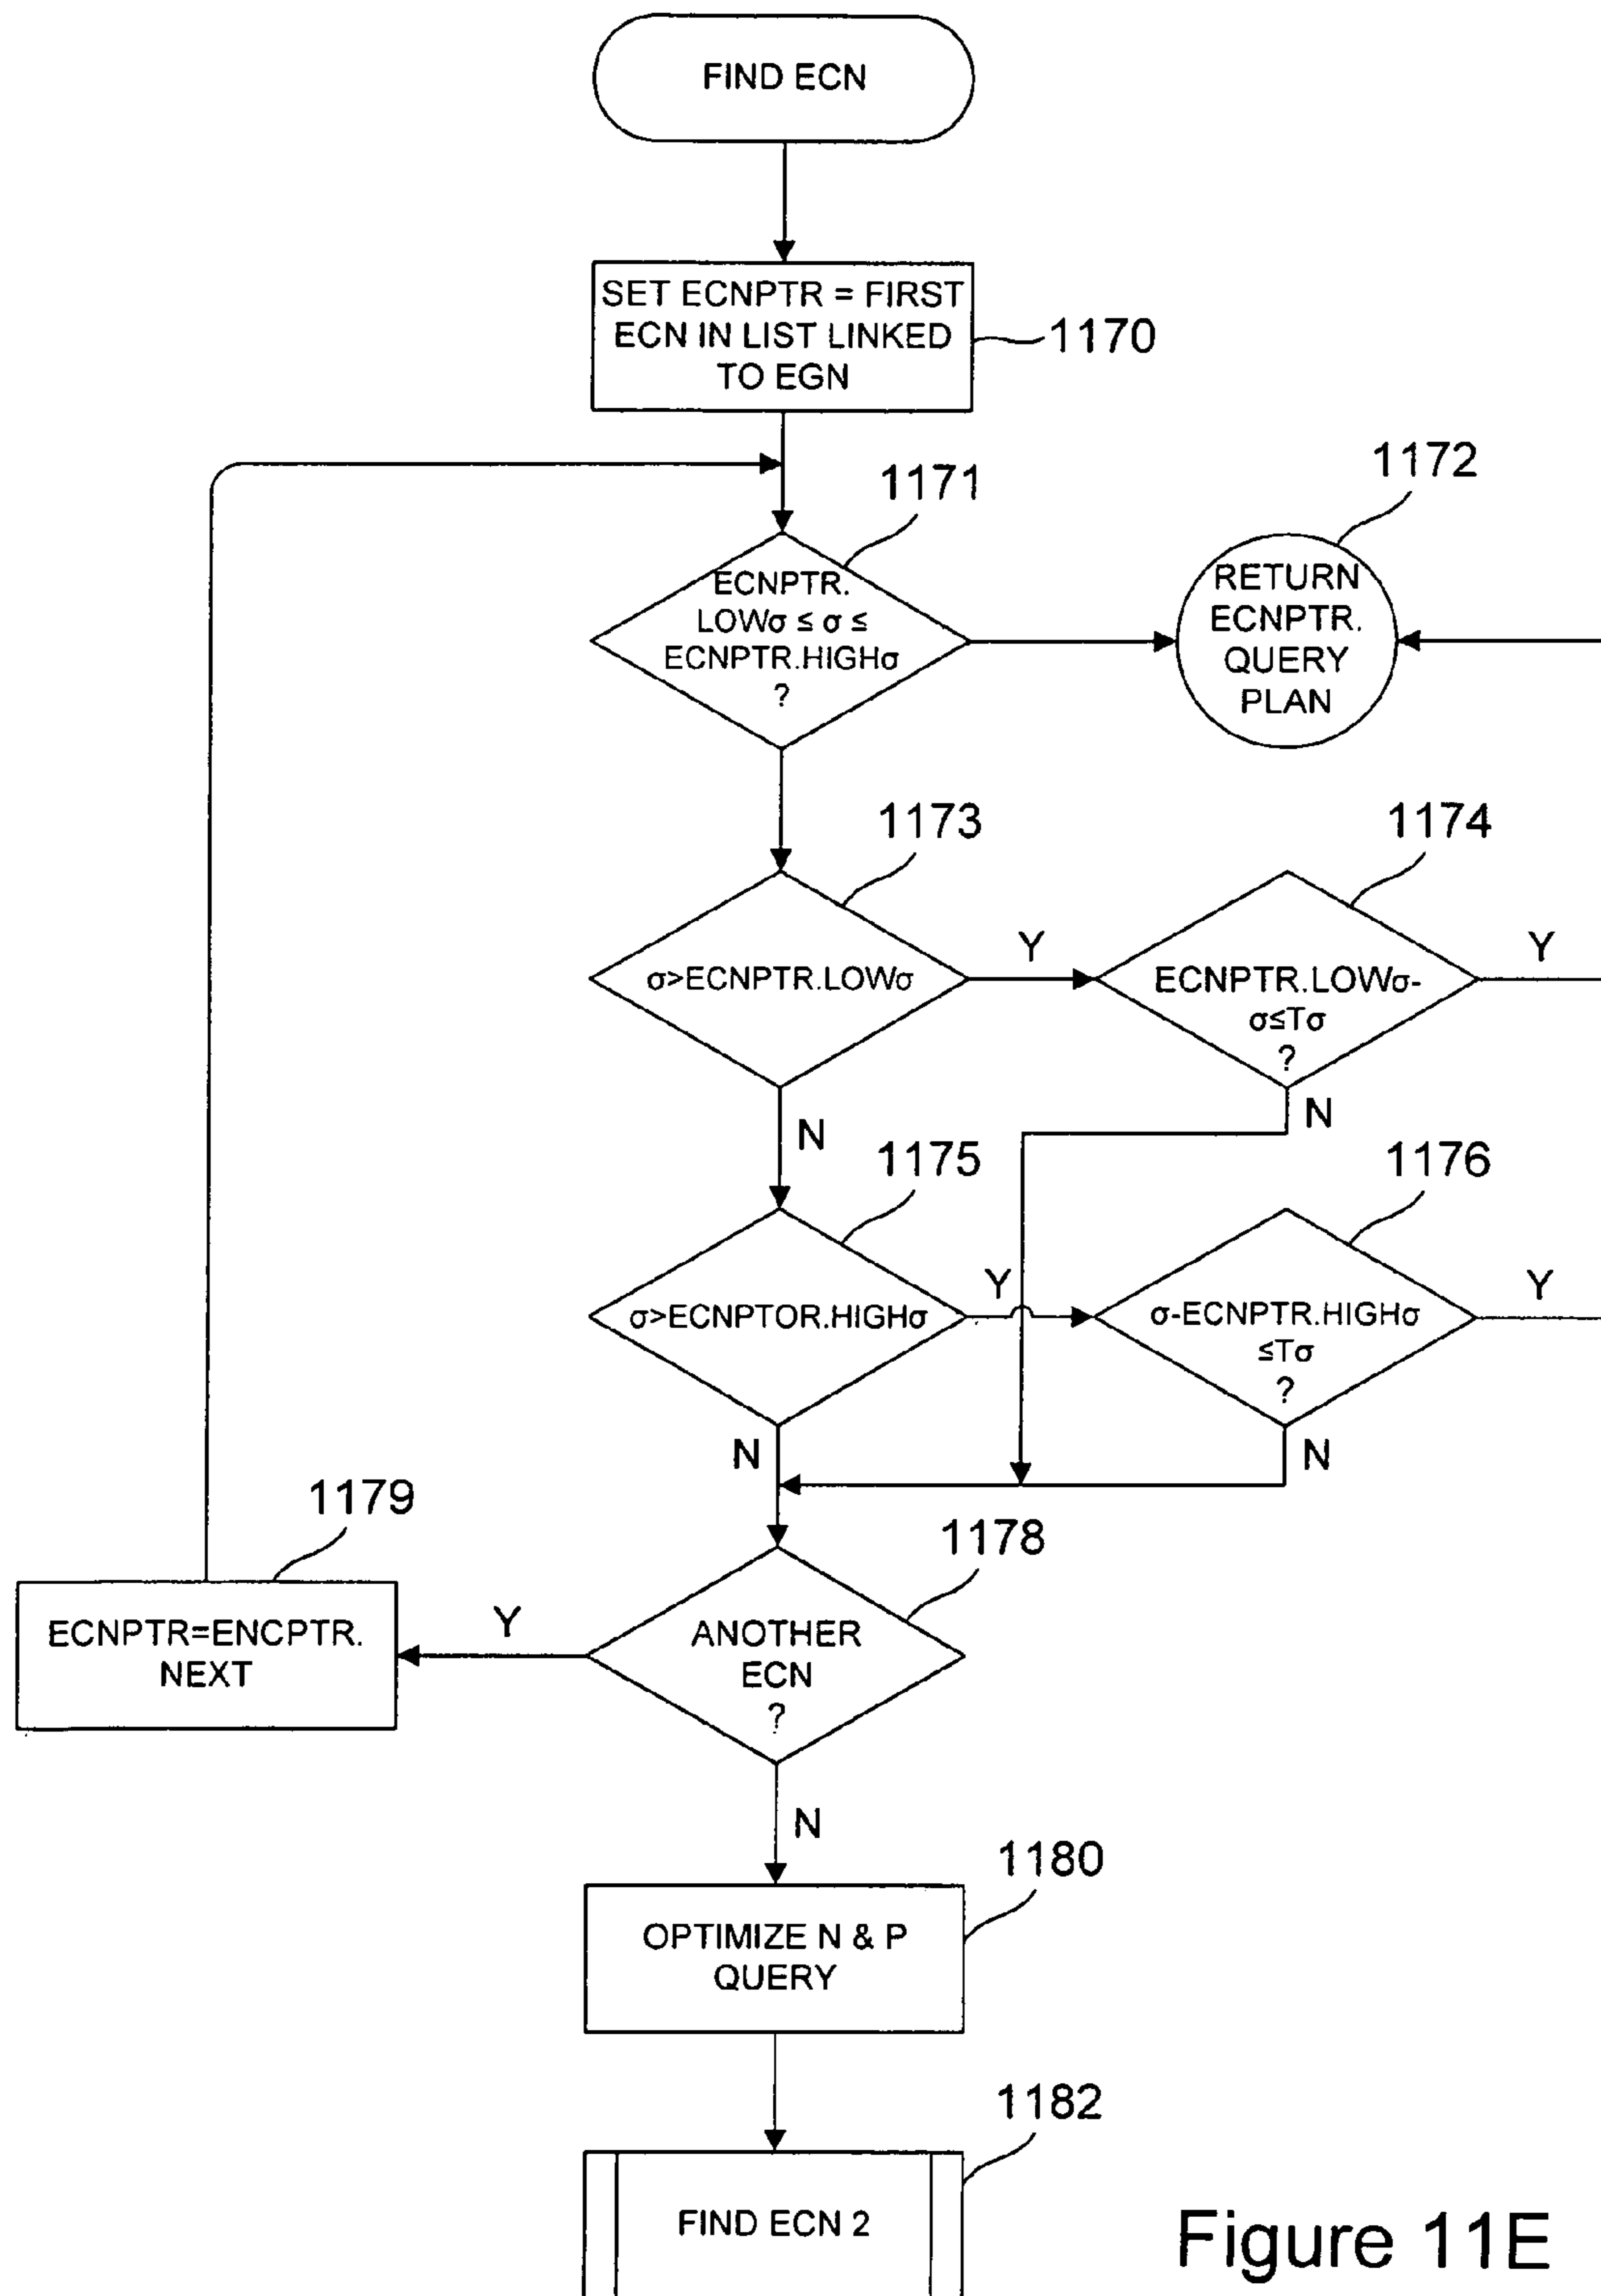 FIND ECN
SET ECNPTR = FIRST
ECN IN LIST LINKED
TO EGN
1170
1171
ECNPTR.
LOWσ ≤ σ ≤
ECNPTR.HIGHσ
?
1172
RETURN
ECNPTR.
QUERY
PLAN
1173
σ>ECNPTR.LOWσ
Y
N
1174
ECNPTR.LOWσ-
σ≤Tσ
?
Y
N
1175
σ>ECNPTOR.HIGHσ
Y
N
1176
σ-ECNPTR.HIGHσ
≤Tσ
?
Y
N
1178
ANOTHER
ECN
?
Y
N
1179
ECNPTR=ENCPTR.
NEXT
1180
OPTIMIZE N & P
QUERY
1182
FIND ECN 2
Figure 11E